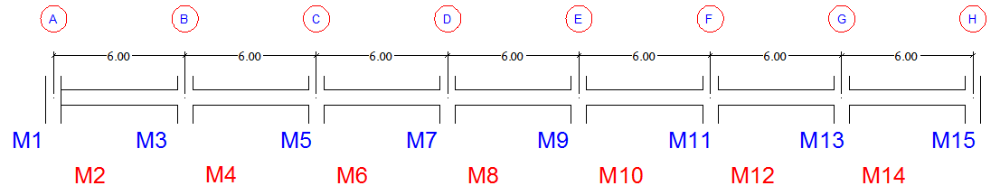 A B C D E F G H
6.00 6.00 6.00 6.00 6.00 6.00 6.00
M1 M3 M5 M7 M9 M11 M13 M15
M2 M4 M6 M8 M10 M12 M14